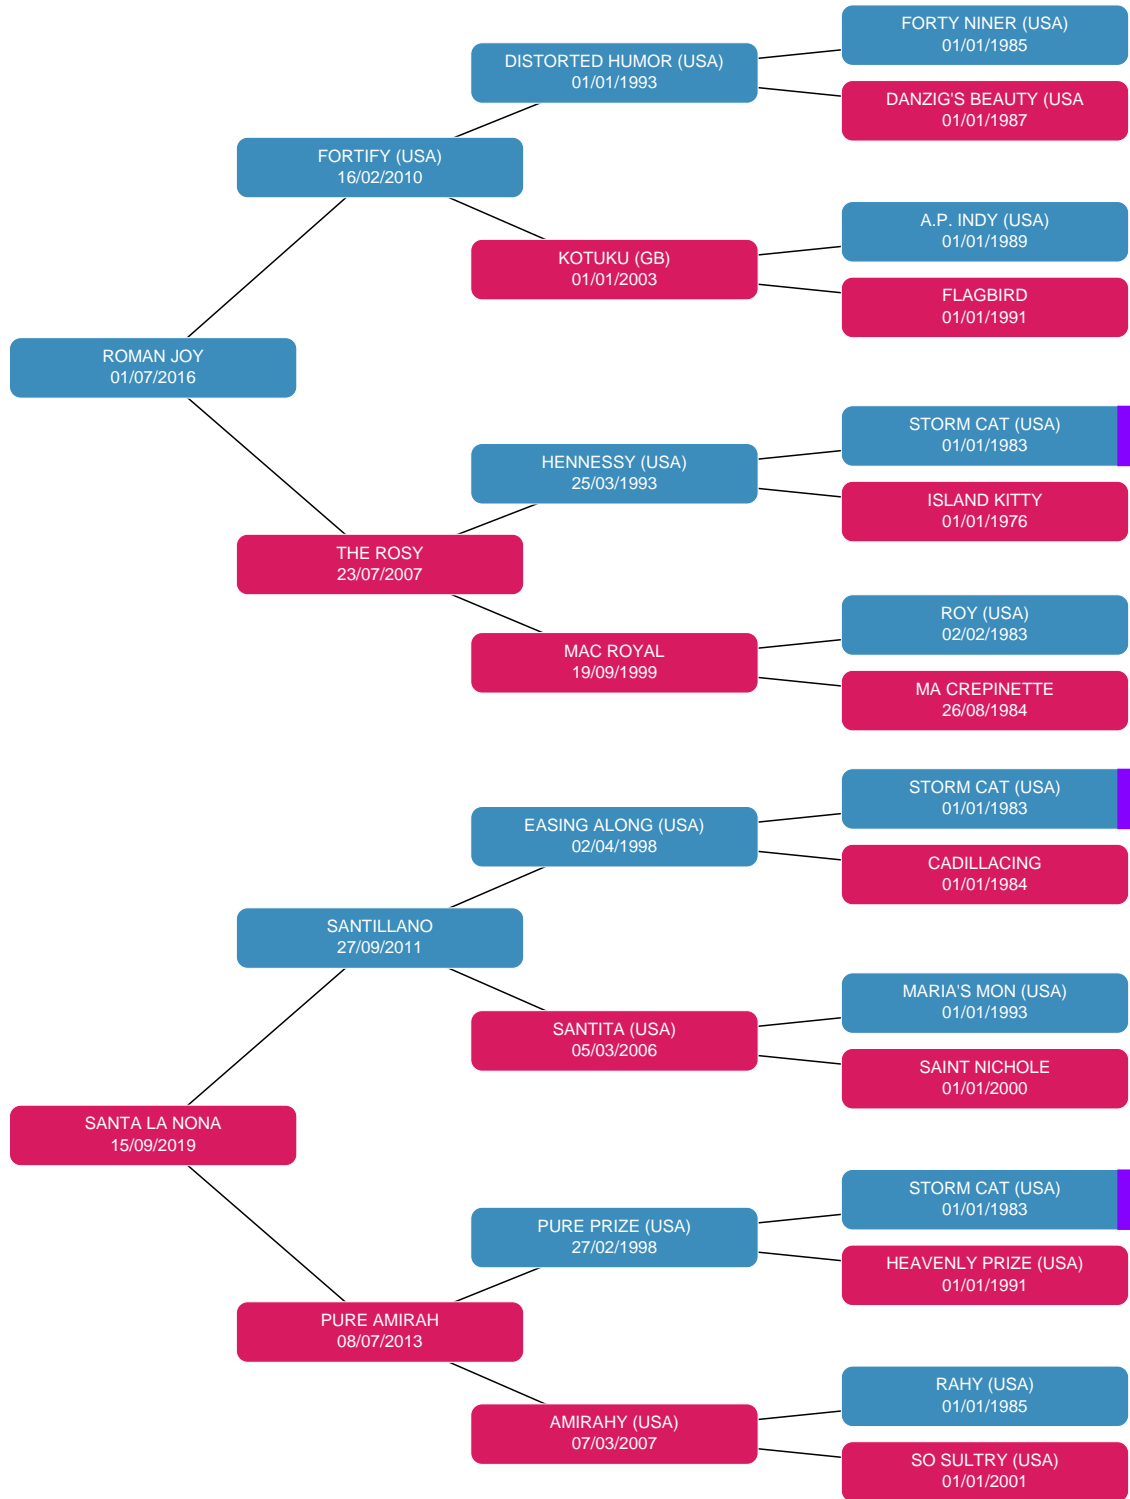 FORTY NINER (USA)
01/01/1985
DISTORTED HUMOR (USA)
01/01/1993
DANZIG'S BEAUTY (USA
01/01/1987
FORTIFY (USA)
16/02/2010
A.P. INDY (USA)
01/01/1989
KOTUKU (GB)
01/01/2003
FLAGBIRD
01/01/1991
ROMAN JOY
01/07/2016
STORM CAT (USA)
01/01/1983
HENNESSY (USA)
25/03/1993
ISLAND KITTY
01/01/1976
THE ROSY
23/07/2007
ROY (USA)
02/02/1983
MAC ROYAL
19/09/1999
MA CREPINETTE
26/08/1984
STORM CAT (USA)
01/01/1983
EASING ALONG (USA)
02/04/1998
CADILLACING
01/01/1984
SANTILLANO
27/09/2011
MARIA'S MON (USA)
01/01/1993
SANTITA (USA)
05/03/2006
SAINT NICHOLE
01/01/2000
SANTA LA NONA
15/09/2019
STORM CAT (USA)
01/01/1983
PURE PRIZE (USA)
27/02/1998
HEAVENLY PRIZE (USA)
01/01/1991
PURE AMIRAH
08/07/2013
RAHY (USA)
01/01/1985
AMIRAHY (USA)
07/03/2007
SO SULTRY (USA)
01/01/2001